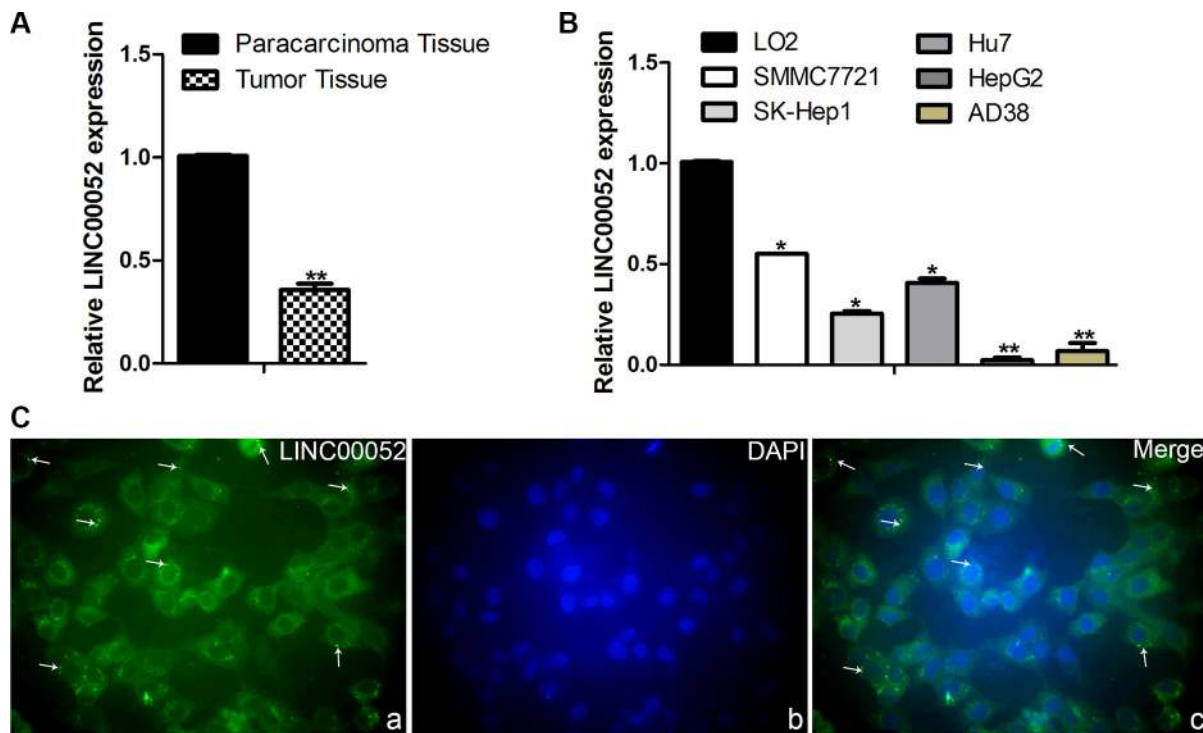 A
Relative LINC00052 expression
1.5
1.0
0.5
0.0
Paracarcinoma Tissue
Tumor Tissue
**
B
Relative LINC00052 expression
1.5
1.0
0.5
0.0
LO2
SMMC7721
SK-Hep1
Hu7
HepG2
AD38
*
*
*
**
**
C
LINC00052
a
DAPI
b
Merge
c